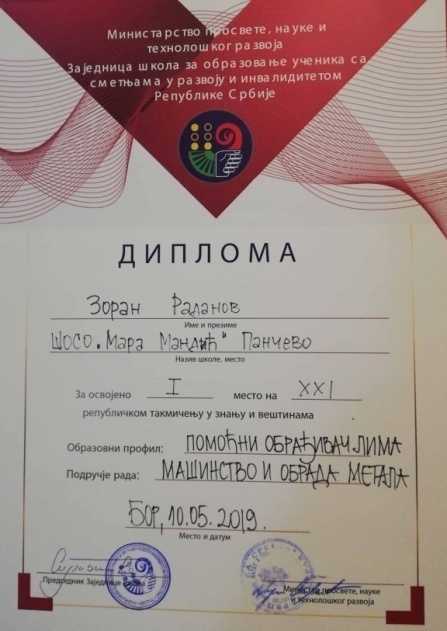 Министарство просвете, науке и
технолошког развоја
Заједница школа за образовање ученика са
сметњама у развоју и инвалидитетом
Републике Србије
ДИПЛОМА
Зоран Раданов
Име и презиме
ШОСО „Мара Мандић" Панчево
Назив школе, место
За освојено I место на XXI
републичком такмичењу у знању и вештинама
Образовни профил: ПОМОЋНИ ОБРАЂИВАЧ ЛИМА
Подручје рада: МАШИНСТВО И ОБРАДА МЕТАЛА
Бор, 10.05.2019.
Место и датум
Председник Заједнице школа
Министар просвете, науке
и технолошког развоја